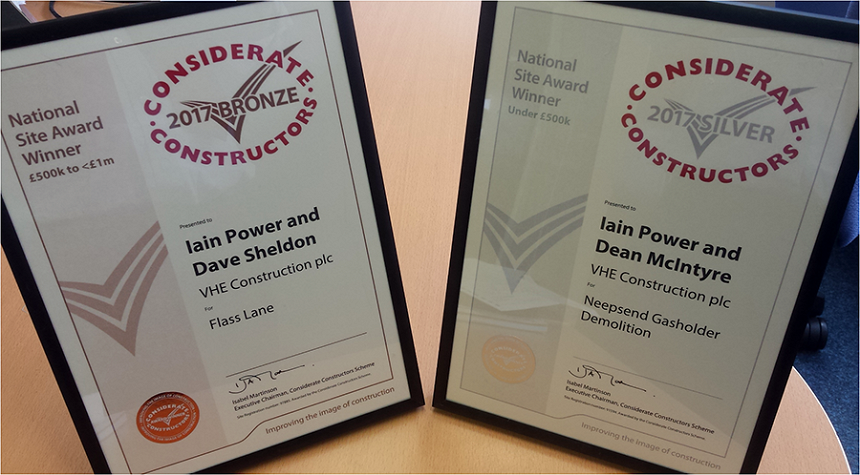 National
Site Award
Winner
£500k to <£1m
CONSIDERATE
2017 BRONZE
CONSTRUCTORS
Presented to
Iain Power and
Dave Sheldon
VHE Construction plc
For
Flass Lane
Isabel Martinson
Executive Chairman, Considerate Constructors Scheme
Improving the image of construction
CONSIDERATE
CONSTRUCTORS
National
Site Award
Winner
Under £500k
CONSIDERATE
2017 SILVER
CONSTRUCTORS
Presented to
Iain Power and
Dean McIntyre
VHE Construction plc
For
Neepsend Gasholder
Demolition
Isabel Martinson
Executive Chairman, Considerate Constructors Scheme
Improving the image of construction